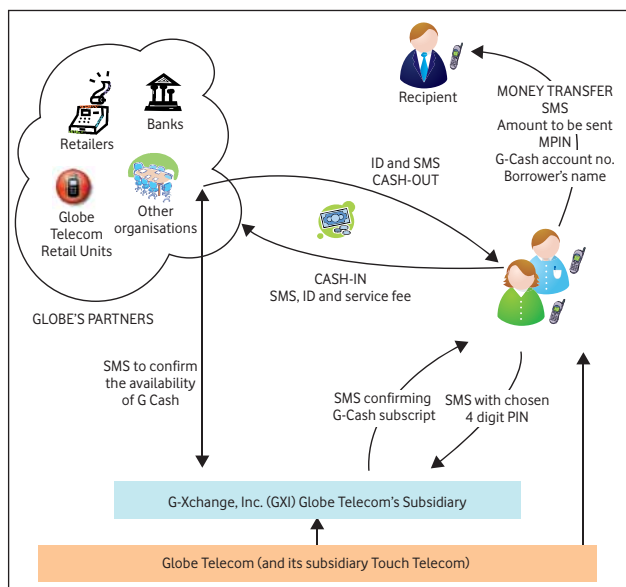 Retailers
Banks
Globe
Telecom
Retail Units
Other
organisations
GLOBE'S PARTNERS
Recipient
MONEY TRANSFER
SMS
Amount to be sent
MPIN
G-Cash account no.
Borrower's name
ID and SMS
CASH-OUT
CASH-IN
SMS, ID and service fee
SMS to confirm
the availability
of G Cash
SMS confirming
G-Cash subscript
SMS with chosen
4 digit PIN
G-Xchange, Inc. (GXI) Globe Telecom's Subsidiary
Globe Telecom (and its subsidiary Touch Telecom)